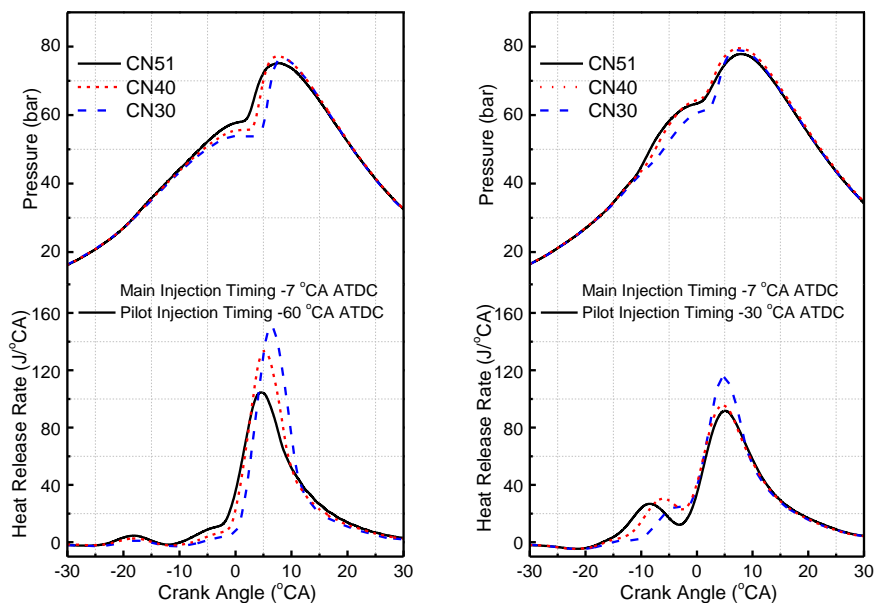 80
60
40
20
Pressure (bar)
CN51
CN40
CN30
Main Injection Timing -7 °CA ATDC
Pilot Injection Timing -60 °CA ATDC
160
120
80
40
0
Heat Release Rate (J/°CA)
-30 -20 -10 0 10 20 30
Crank Angle (°CA)
80
60
40
20
Pressure (bar)
CN51
CN40
CN30
Main Injection Timing -7 °CA ATDC
Pilot Injection Timing -30 °CA ATDC
160
120
80
40
0
Heat Release Rate (J/°CA)
-30 -20 -10 0 10 20 30
Crank Angle (°CA)